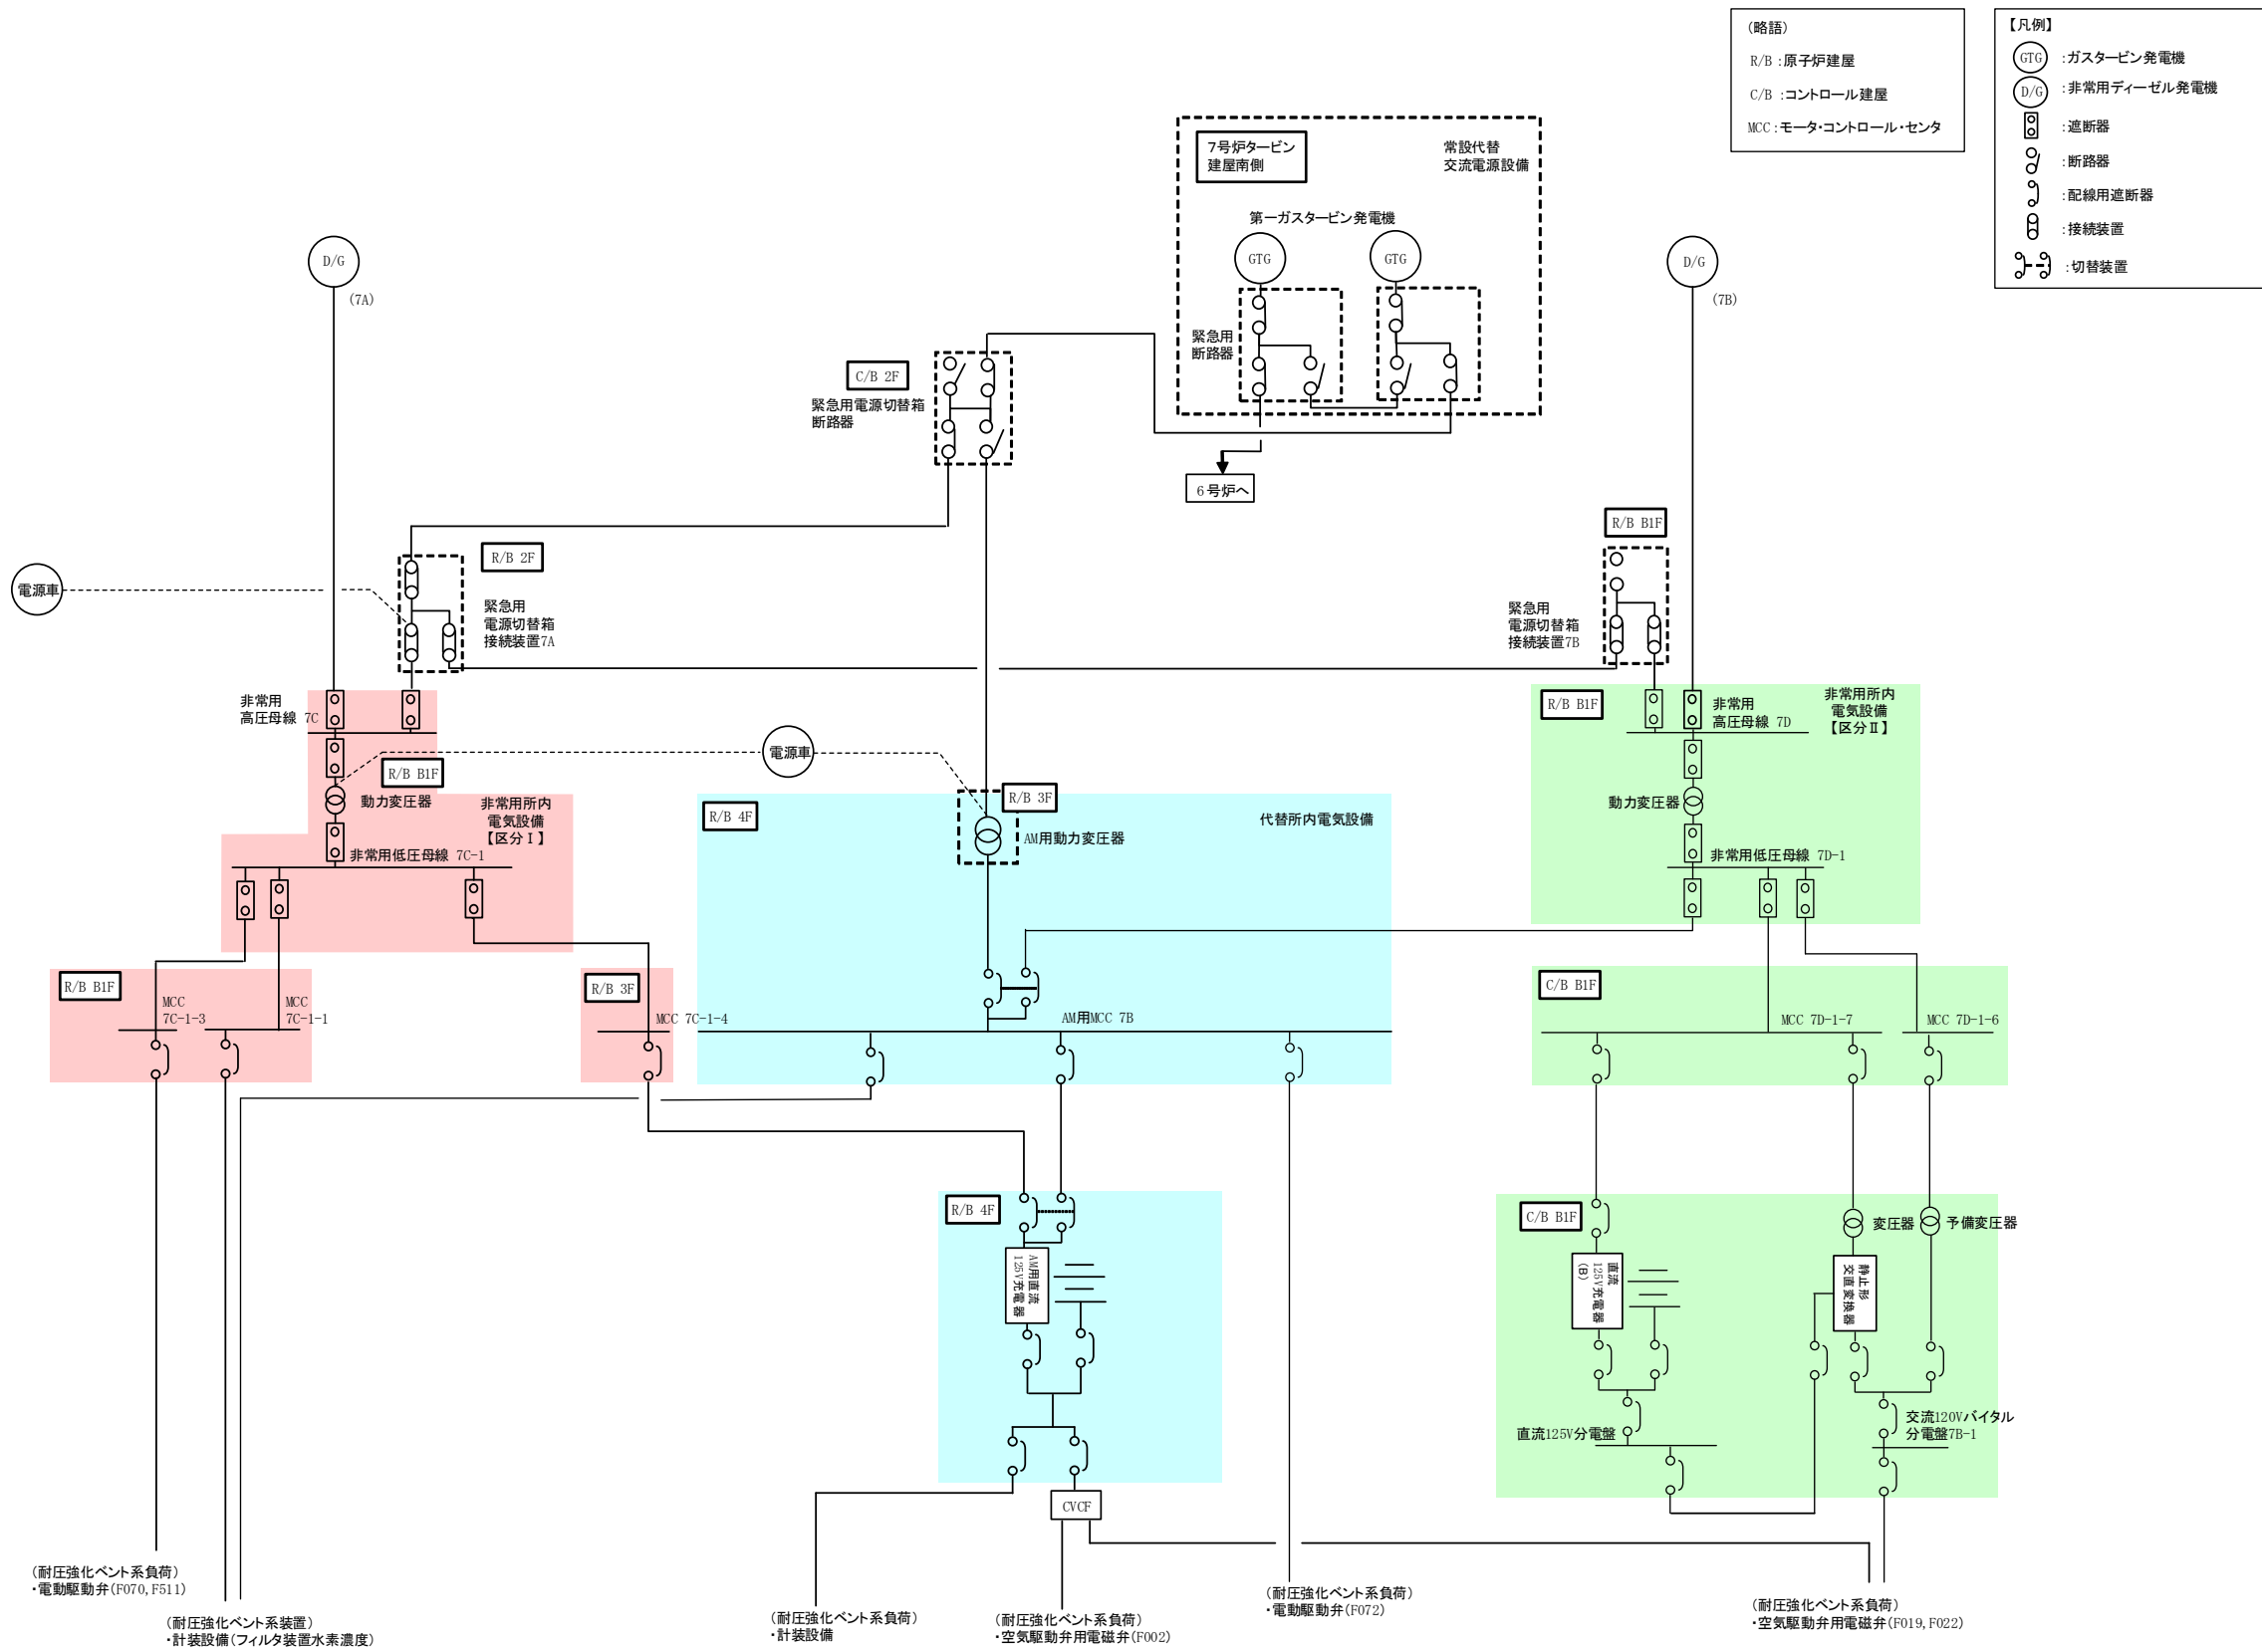 (略語)
R/B :原子炉建屋
C/B :コントロール建屋
MCC:モータ・コントロール・センタ
【凡例】
GTG :ガスタービン発電機
D/G :非常用ディーゼル発電機
:遮断器
:断路器
:配線用遮断器
:接続装置
:切替装置
7号炉タービン
建屋南側
常設代替
交流電源設備
第一ガスタービン発電機
GTG
GTG
緊急用
断路器
6号炉へ
D/G
(7A)
D/G
(7B)
C/B 2F
緊急用電源切替箱
断路器
R/B 2F
緊急用
電源切替箱
接続装置7A
電源車
R/B B1F
緊急用
電源切替箱
接続装置7B
非常用
高圧母線 7C
R/B B1F
動力変圧器
非常用所内
電気設備
【区分Ⅰ】
非常用低圧母線 7C-1
電源車
R/B 4F
R/B 3F
AM用動力変圧器
代替所内電気設備
R/B B1F
非常用
高圧母線 7D
非常用所内
電気設備
【区分Ⅱ】
動力変圧器
非常用低圧母線 7D-1
R/B B1F
MCC
7C-1-3
MCC
7C-1-1
R/B 3F
MCC 7C-1-4
AM用MCC 7B
C/B B1F
MCC 7D-1-7
MCC 7D-1-6
R/B 4F
AM用直流
125V充電器
CVCF
C/B B1F
直流
125V充電器
(B)
変圧器
予備変圧器
静止形
交直変換器
直流125V分電盤
交流120Vバイタル
分電盤7B-1
(耐圧強化ベント系負荷)
・電動駆動弁(F070,F511)
(耐圧強化ベント系装置)
・計装設備(フィルタ装置水素濃度)
(耐圧強化ベント系負荷)
・計装設備
(耐圧強化ベント系負荷)
・空気駆動弁用電磁弁(F002)
(耐圧強化ベント系負荷)
・電動駆動弁(F072)
(耐圧強化ベント系負荷)
・空気駆動弁用電磁弁(F019,F022)